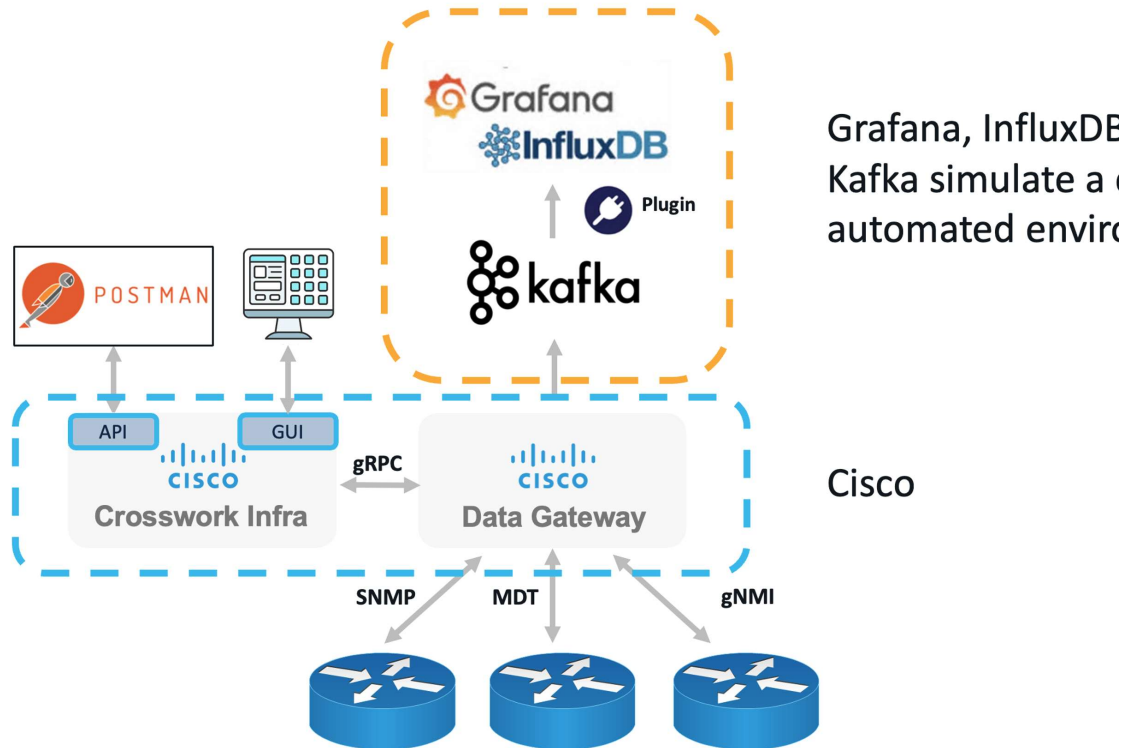 Grafana
InfluxDB
Plugin
kafka
Grafana, InfluxDB
Kafka simulate a
automated
POSTMAN
API
GUI
CISCO
Crosswork Infra
gRPC
CISCO
Data Gateway
Cisco
SNMP
MDT
gNMI